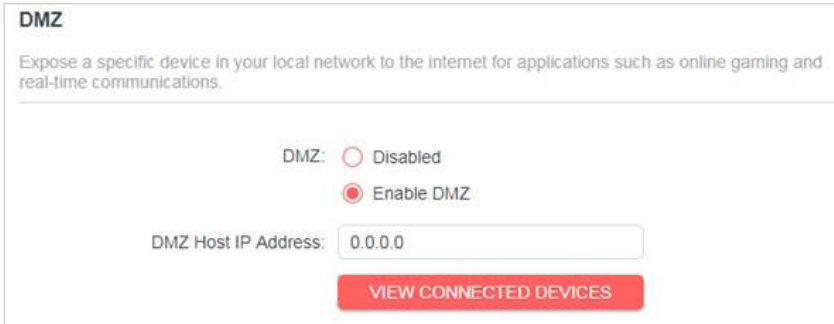 DMZ
Expose a specific device in your local network to the internet for applications such as online gaming and
real-time communications.
DMZ: Disabled
Enable DMZ
DMZ Host IP Address: 0.0.0.0
VIEW CONNECTED DEVICES